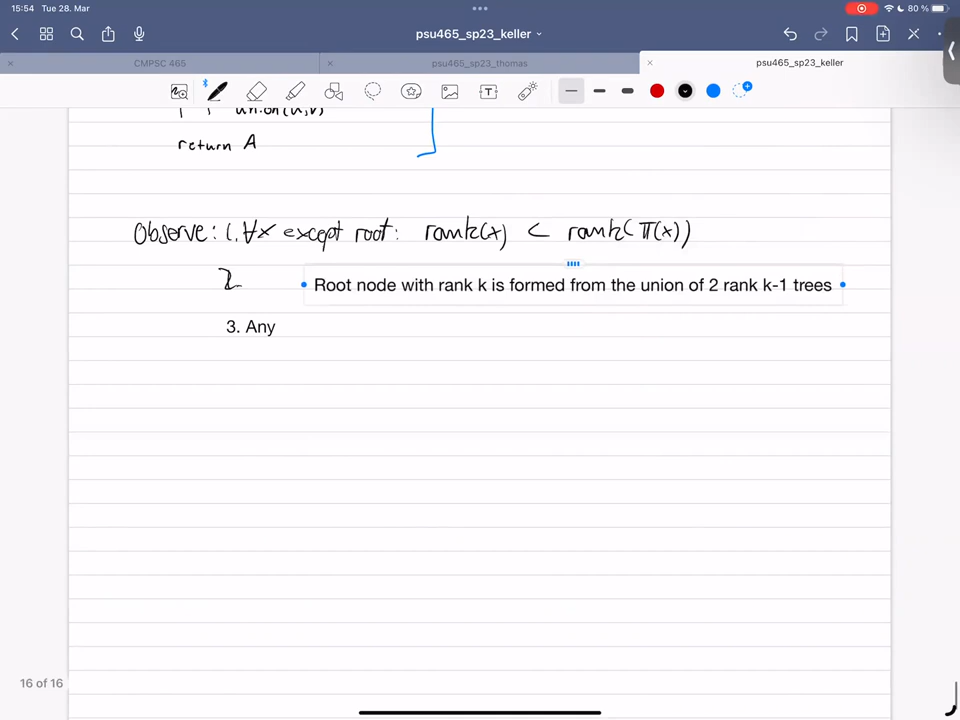 15:54 Tue 28. Mar
80 %
psu465_sp23_keller
CMPSC 465
psu465_sp23_thomas
psu465_sp23_keller
union(u,v)
return A
Observe: 1. ∀x except root: rank(x) < rank(π(x))
2
Root node with rank k is formed from the union of 2 rank k-1 trees
3. Any
16 of 16